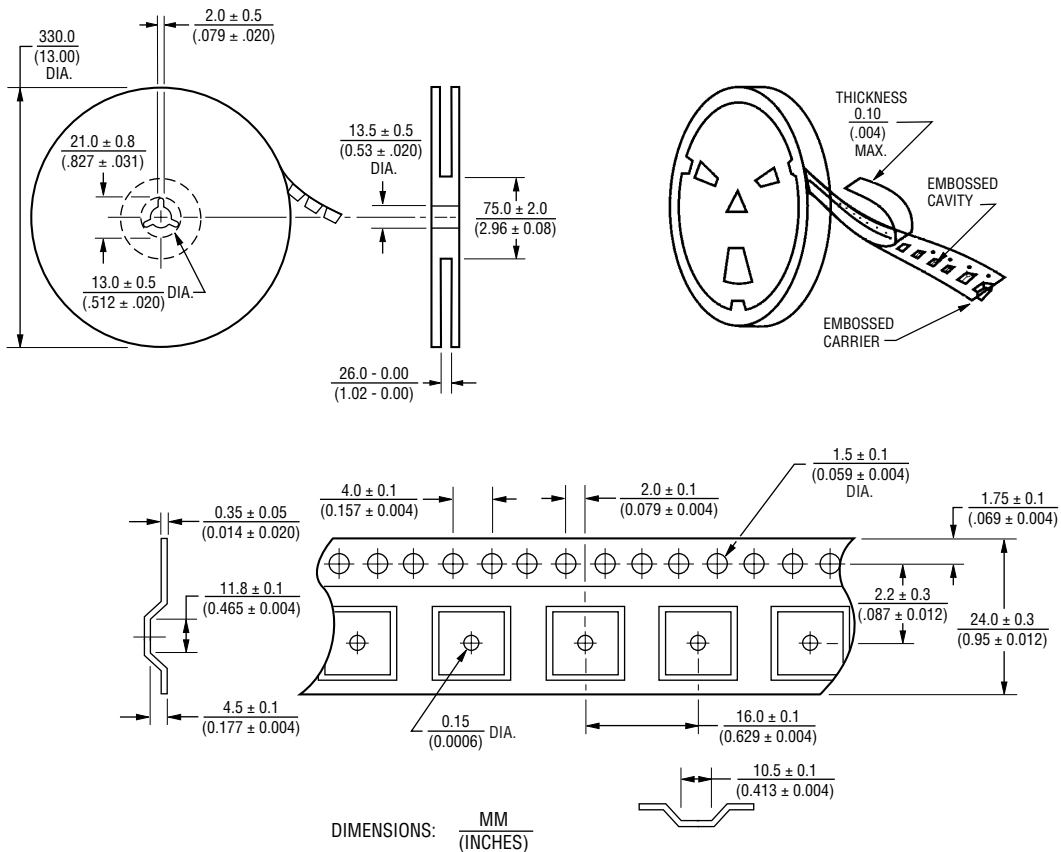 2.0 ± 0.5
(.079 ± .020)
330.0
(13.00)
DIA.
21.0 ± 0.8
(.827 ± .031)
13.0 ± 0.5
(.512 ± .020)
DIA.
13.5 ± 0.5
(0.53 ± .020)
DIA.
75.0 ± 2.0
(2.96 ± 0.08)
26.0 - 0.00
(1.02 - 0.00)
THICKNESS
0.10
(.004)
MAX.
EMBOSSED
CAVITY
EMBOSSED
CARRIER
0.35 ± 0.05
(0.014 ± 0.020)
11.8 ± 0.1
(0.465 ± 0.004)
4.5 ± 0.1
(0.177 ± 0.004)
4.0 ± 0.1
(0.157 ± 0.004)
2.0 ± 0.1
(0.079 ± 0.004)
1.5 ± 0.1
(0.059 ± 0.004)
DIA.
1.75 ± 0.1
(.069 ± 0.004)
2.2 ± 0.3
(.087 ± 0.012)
24.0 ± 0.3
(0.95 ± 0.012)
0.15
(0.0006)
DIA.
16.0 ± 0.1
(0.629 ± 0.004)
10.5 ± 0.1
(0.413 ± 0.004)
DIMENSIONS:
MM
(INCHES)